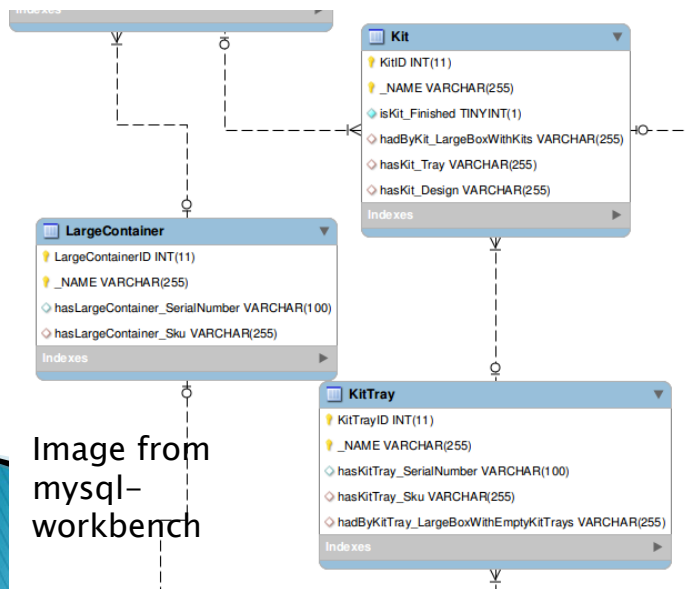 Indexes
Kit
KitID INT(11)
_NAME VARCHAR(255)
isKit_Finished TINYINT(1)
hadByKit_LargeBoxWithKits VARCHAR(255)
hasKit_Tray VARCHAR(255)
hasKit_Design VARCHAR(255)
Indexes
LargeContainer
LargeContainerID INT(11)
_NAME VARCHAR(255)
hasLargeContainer_SerialNumber VARCHAR(100)
hasLargeContainer_Sku VARCHAR(255)
Indexes
KitTray
KitTrayID INT(11)
_NAME VARCHAR(255)
hasKitTray_SerialNumber VARCHAR(100)
hasKitTray_Sku VARCHAR(255)
hadByKitTray_LargeBoxWithEmptyKitTrays VARCHAR(255)
Indexes
Image from
mysql-
workbench